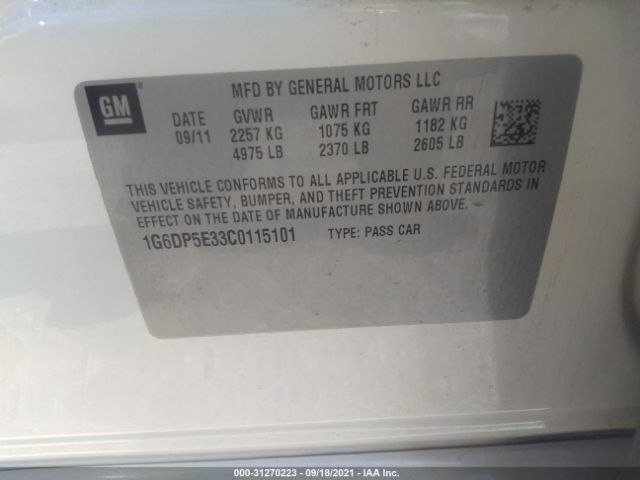 GM
MFD BY GENERAL MOTORS LLC
DATE GVWR GAWR FRT GAWR RR
09/11 2257 KG 1075 KG 1182 KG
4975 LB 2370 LB 2605 LB
THIS VEHICLE CONFORMS TO ALL APPLICABLE U.S. FEDERAL MOTOR
VEHICLE SAFETY, BUMPER, AND THEFT PREVENTION STANDARDS IN
EFFECT ON THE DATE OF MANUFACTURE SHOWN ABOVE.
1G6DP5E33C0115101 TYPE: PASS CAR
000-31270223 - 09/18/2021 - IAA Inc.